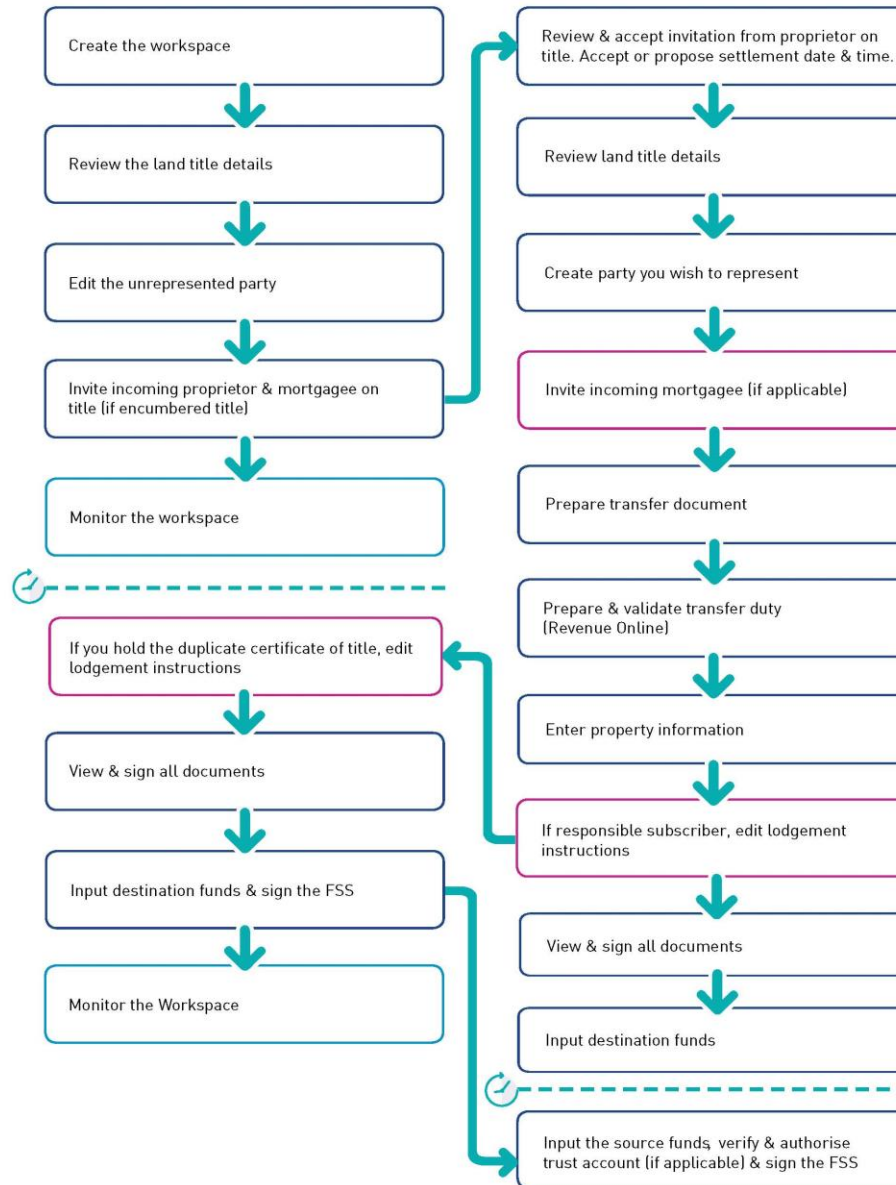 Create the workspace
Review the land title details
Edit the unrepresented party
Invite incoming proprietor & mortgagee on
title (if encumbered title)
Monitor the workspace
Review & accept invitation from proprietor on
title. Accept or propose settlement date & time.
Review land title details
Create party you wish to represent
Invite incoming mortgagee (if applicable)
Prepare transfer document
Prepare & validate transfer duty
(Revenue Online)
Enter property information
If responsible subscriber, edit lodgement
instructions
View & sign all documents
Input destination funds
If you hold the duplicate certificate of title, edit
lodgement instructions
View & sign all documents
Input destination funds & sign the FSS
Monitor the Workspace
Input the source funds, verify & authorise
trust account (if applicable) & sign the FSS